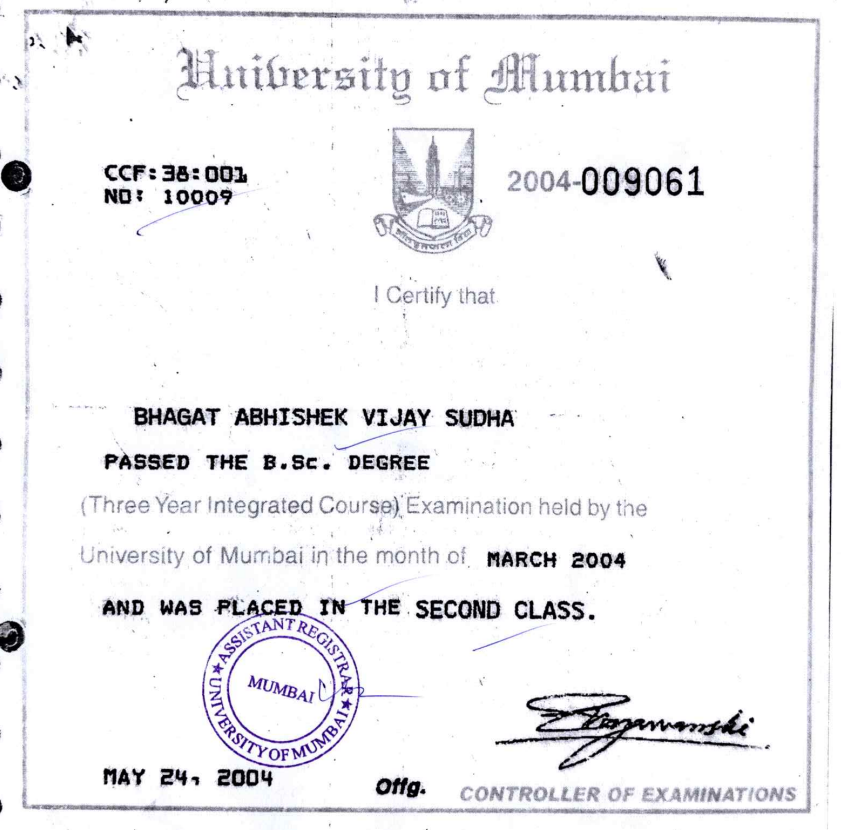 University of Mumbai
CCF:38:001
NO: 10009
2004-009061
I Certify that
BHAGAT ABHISHEK VIJAY SUDHA
PASSED THE B.Sc. DEGREE
(Three Year Integrated Course) Examination held by the
University of Mumbai in the month of MARCH 2004
AND WAS PLACED IN THE SECOND CLASS.
★ASSISTANT REGISTRAR★
UNIVERSITY OF MUMBAI
MUMBAI
MAY 24, 2004
Offg. CONTROLLER OF EXAMINATIONS